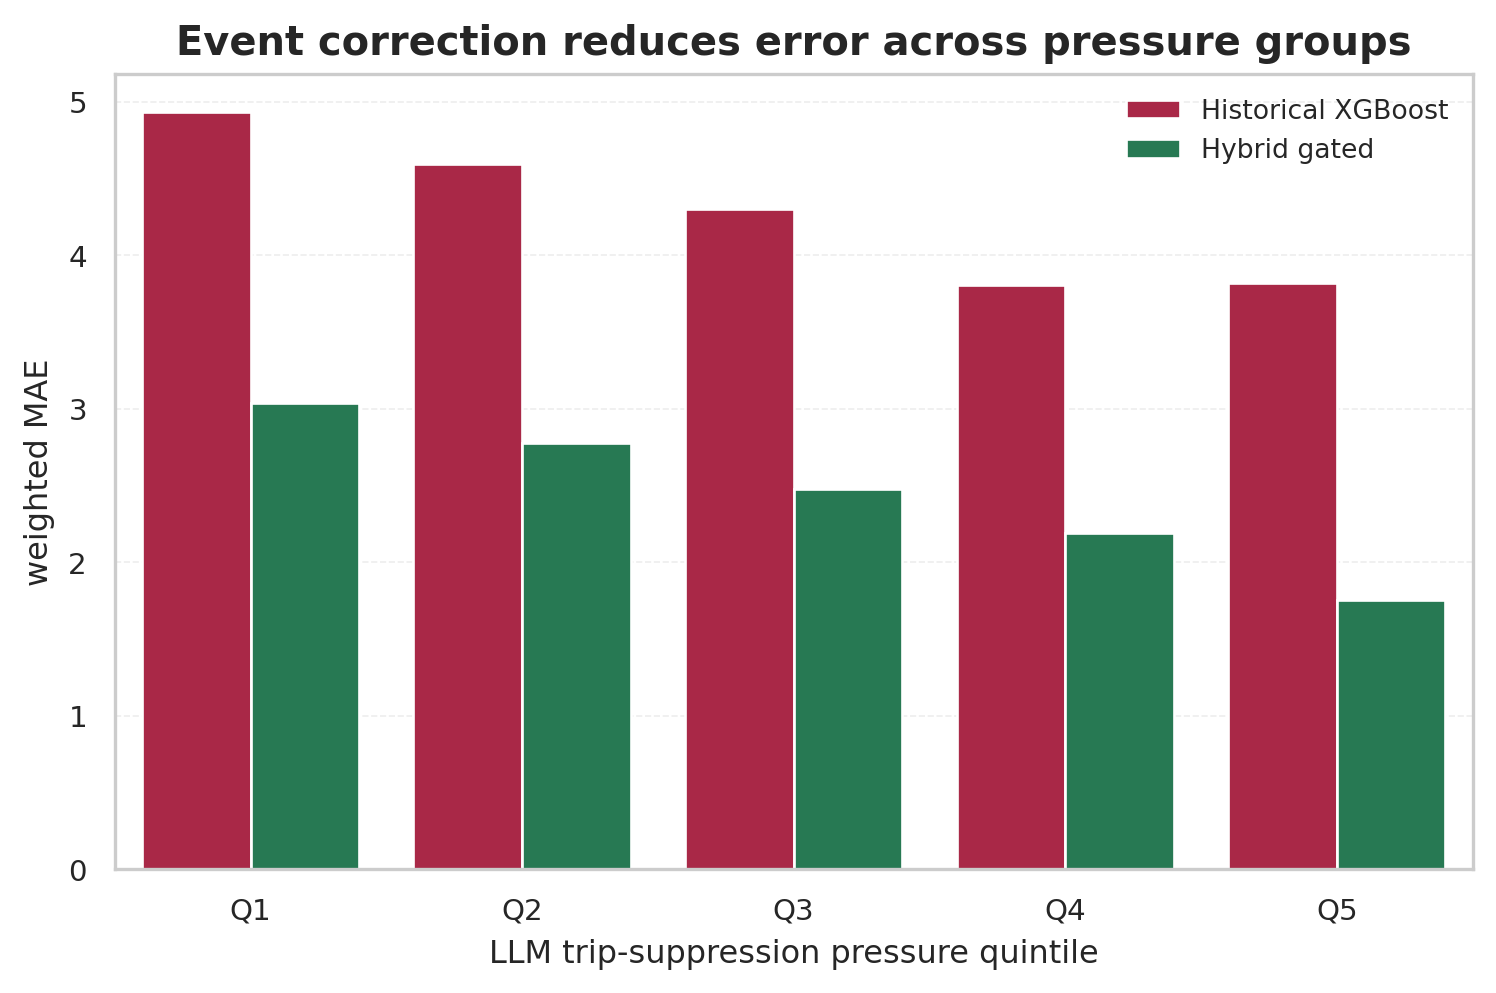 Event correction reduces error across pressure groups
Historical XGBoost
Hybrid gated
weighted MAE
5
4
3
2
1
0
Q1 Q2 Q3 Q4 Q5
LLM trip-suppression pressure quintile